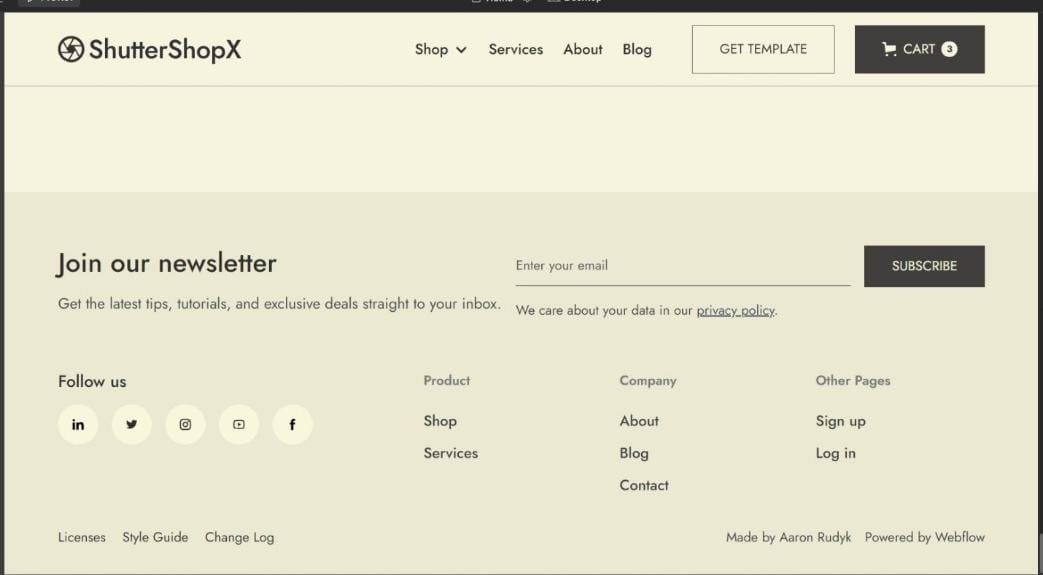 ShutterShopX
Shop Services About Blog GET TEMPLATE CART 3
Join our newsletter
Get the latest tips, tutorials, and exclusive deals straight to your inbox.
Enter your email
SUBSCRIBE
We care about your data in our privacy policy.
Follow us
in
f
Product
Shop
Services
Company
About
Blog
Contact
Other Pages
Sign up
Log in
Licenses Style Guide Change Log
Made by Aaron Rudyk Powered by Webflow